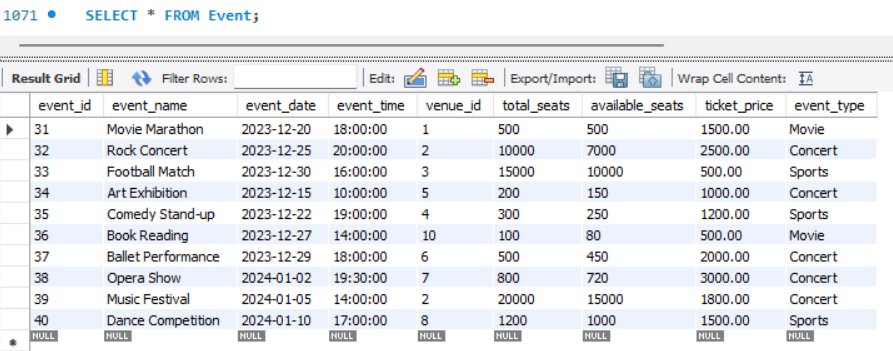 1071 SELECT * FROM Event;
Result Grid Filter Rows: Edit: Export/Import: Wrap Cell Content: IA
event_id event_name event_date event_time venue_id total_seats available_seats ticket_price event_type
31 Movie Marathon 2023-12-20 18:00:00 1 500 500 1500.00 Movie
32 Rock Concert 2023-12-25 20:00:00 2 10000 7000 2500.00 Concert
33 Football Match 2023-12-30 16:00:00 3 15000 10000 500.00 Sports
34 Art Exhibition 2023-12-15 10:00:00 5 200 150 1000.00 Concert
35 Comedy Stand-up 2023-12-22 19:00:00 4 300 250 1200.00 Sports
36 Book Reading 2023-12-27 14:00:00 10 100 80 500.00 Movie
37 Ballet Performance 2023-12-29 18:00:00 6 500 450 2000.00 Concert
38 Opera Show 2024-01-02 19:30:00 7 800 720 3000.00 Concert
39 Music Festival 2024-01-05 14:00:00 2 20000 15000 1800.00 Concert
40 Dance Competition 2024-01-10 17:00:00 8 1200 1000 1500.00 Sports
NULL NULL NULL NULL NULL NULL NULL NULL NULL